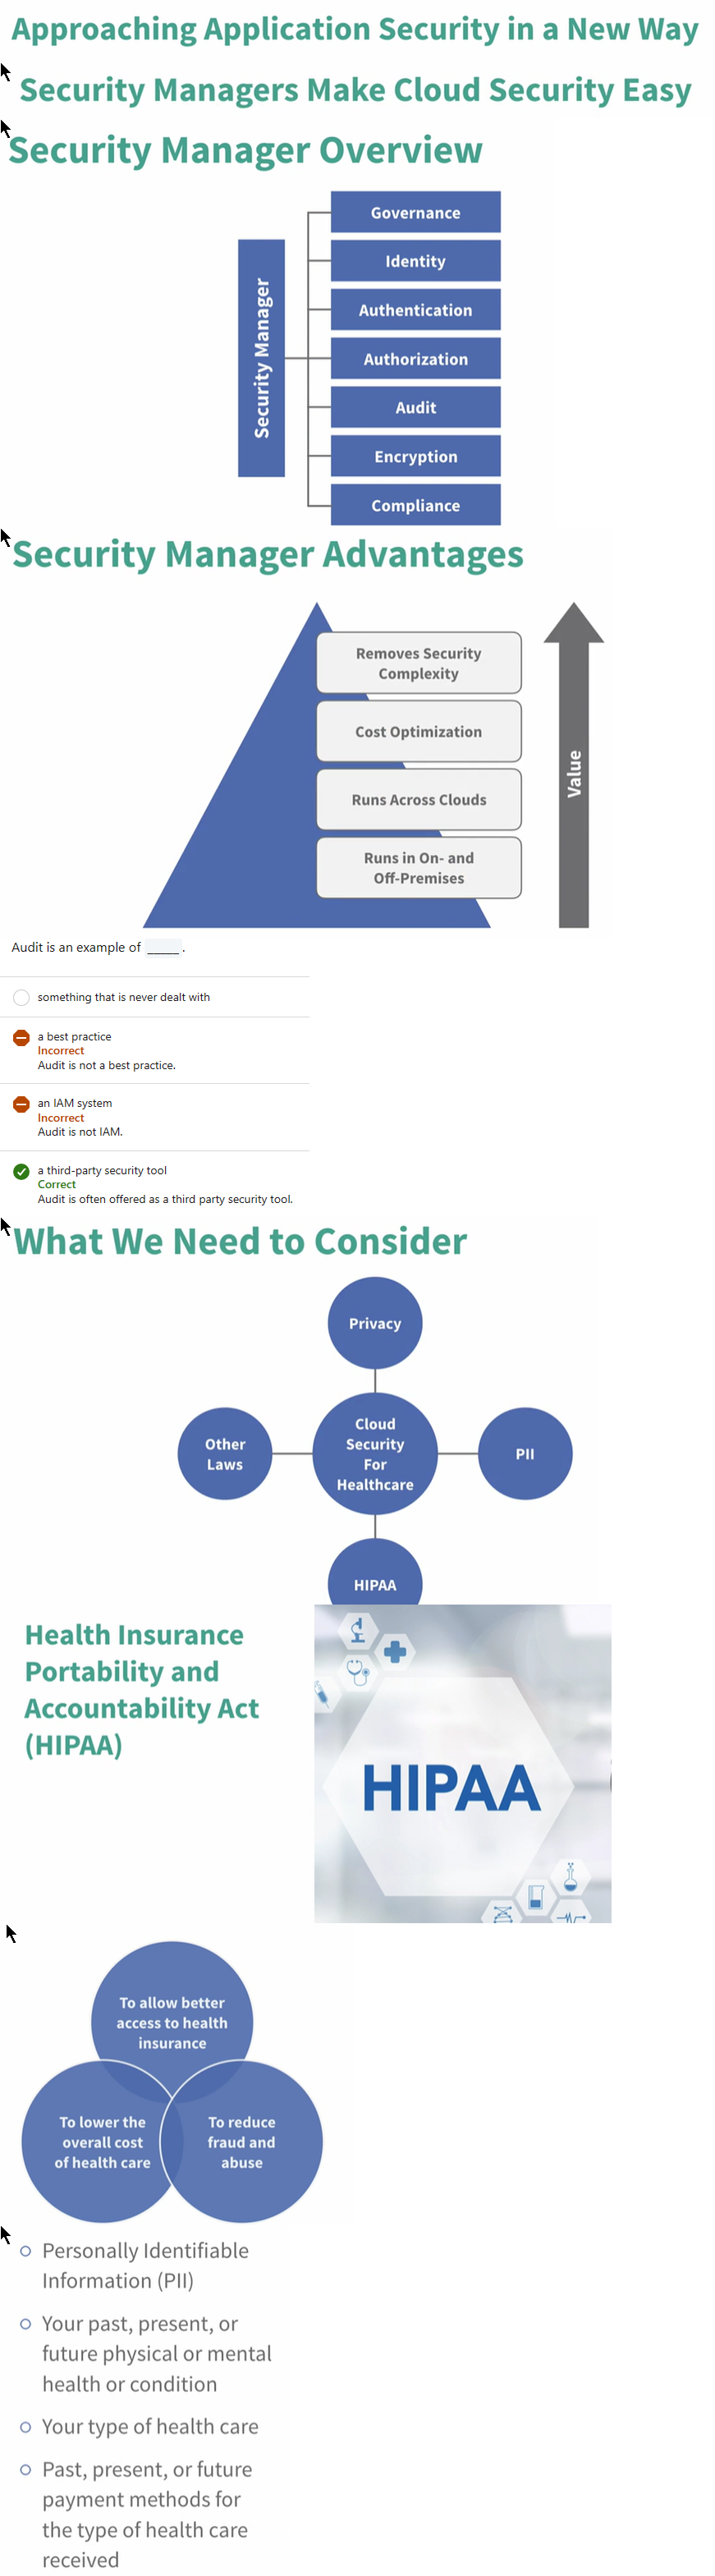 Approaching Application Security in a New Way
Security Managers Make Cloud Security Easy
Security Manager Overview
Security Manager
Governance
Identity
Authentication
Authorization
Audit
Encryption
Compliance
Security Manager Advantages
Removes Security
Complexity
Cost Optimization
Runs Across Clouds
Runs in On- and
Off-Premises
Value
Audit is an example of _____ .
something that is never dealt with
a best practice
Incorrect
Audit is not a best practice.
an IAM system
Incorrect
Audit is not IAM.
a third-party security tool
Correct
Audit is often offered as a third party security tool.
What We Need to Consider
Privacy
Other
Laws
Cloud
Security
For
Healthcare
PII
HIPAA
Health Insurance
Portability and
Accountability Act
(HIPAA)
HIPAA
To allow better
access to health
insurance
To lower the
overall cost
of health care
To reduce
fraud and
abuse
Personally Identifiable
Information (PII)
Your past, present, or
future physical or mental
health or condition
Your type of health care
Past, present, or future
payment methods for
the type of health care
received